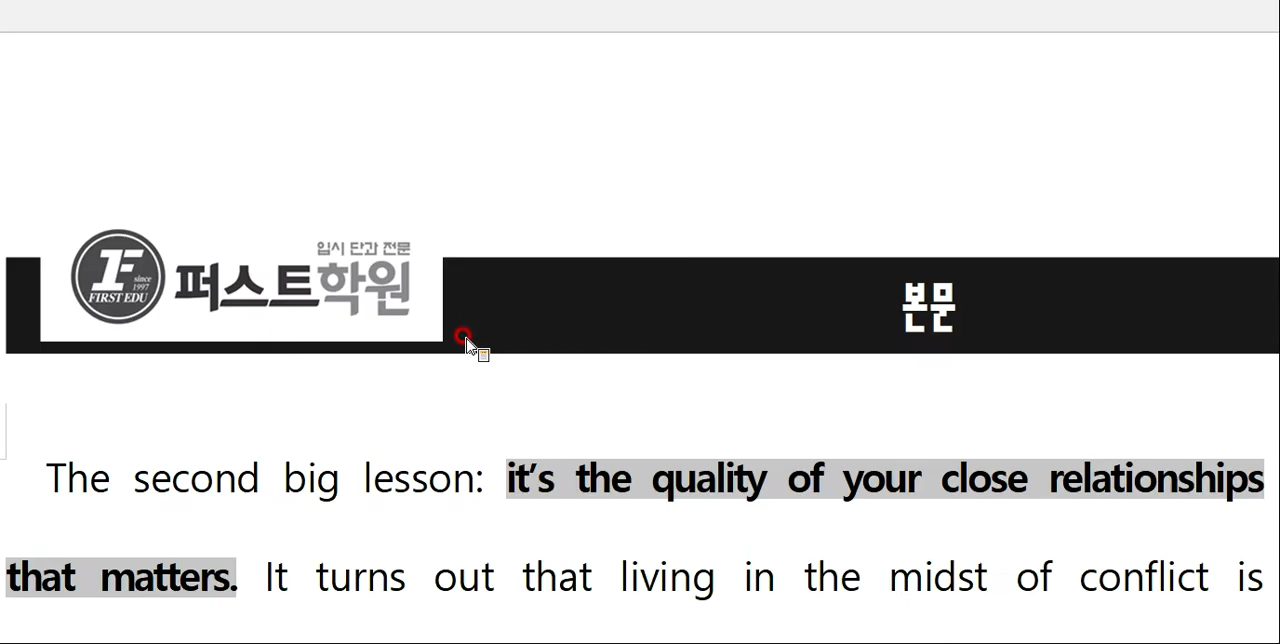 입시 단과 전문
퍼스트학원
1F
since
1997
FIRST EDU
본문
The second big lesson: it's the quality of your close relationships
that matters. It turns out that living in the midst of conflict is